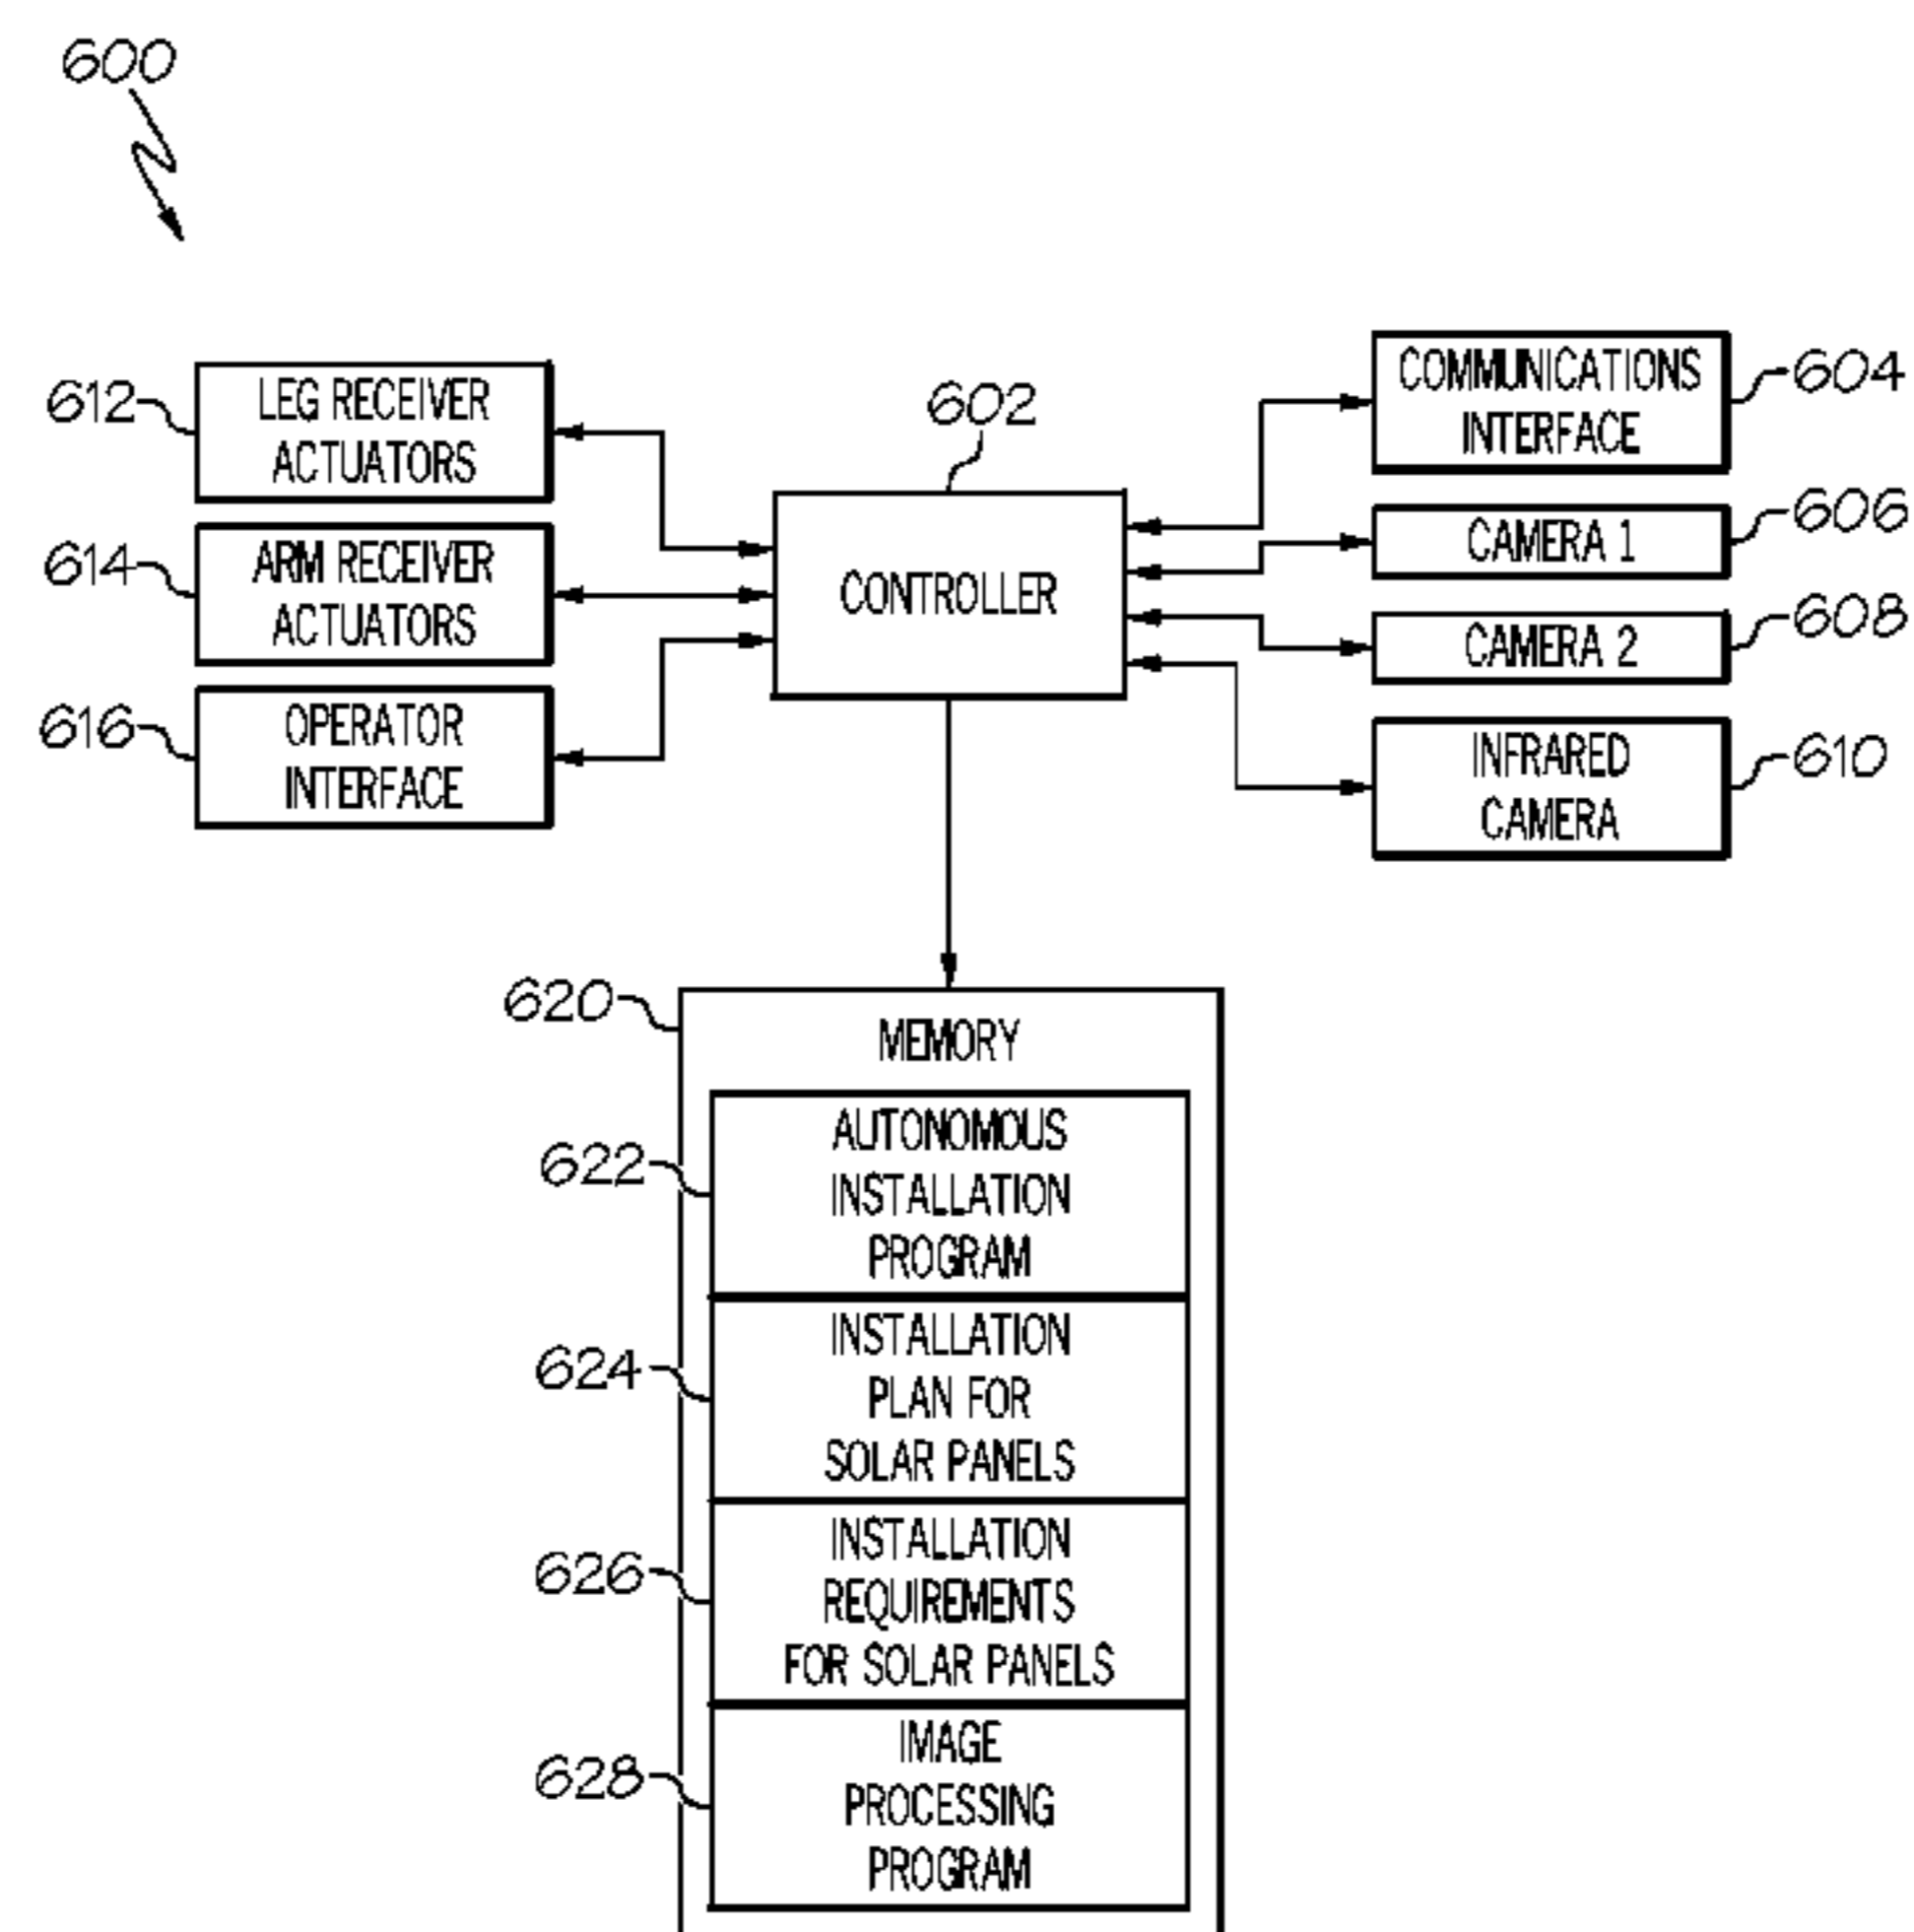 600
612
LEG RECEIVER
ACTUATORS
614
ARM RECEIVER
ACTUATORS
616
OPERATOR
INTERFACE
602
CONTROLLER
COMMUNICATIONS
INTERFACE
604
CAMERA 1
606
CAMERA 2
608
INFRARED
CAMERA
610
620
MEMORY
622
AUTONOMOUS
INSTALLATION
PROGRAM
624
INSTALLATION
PLAN FOR
SOLAR PANELS
626
INSTALLATION
REQUIREMENTS
FOR SOLAR PANELS
628
IMAGE
PROCESSING
PROGRAM